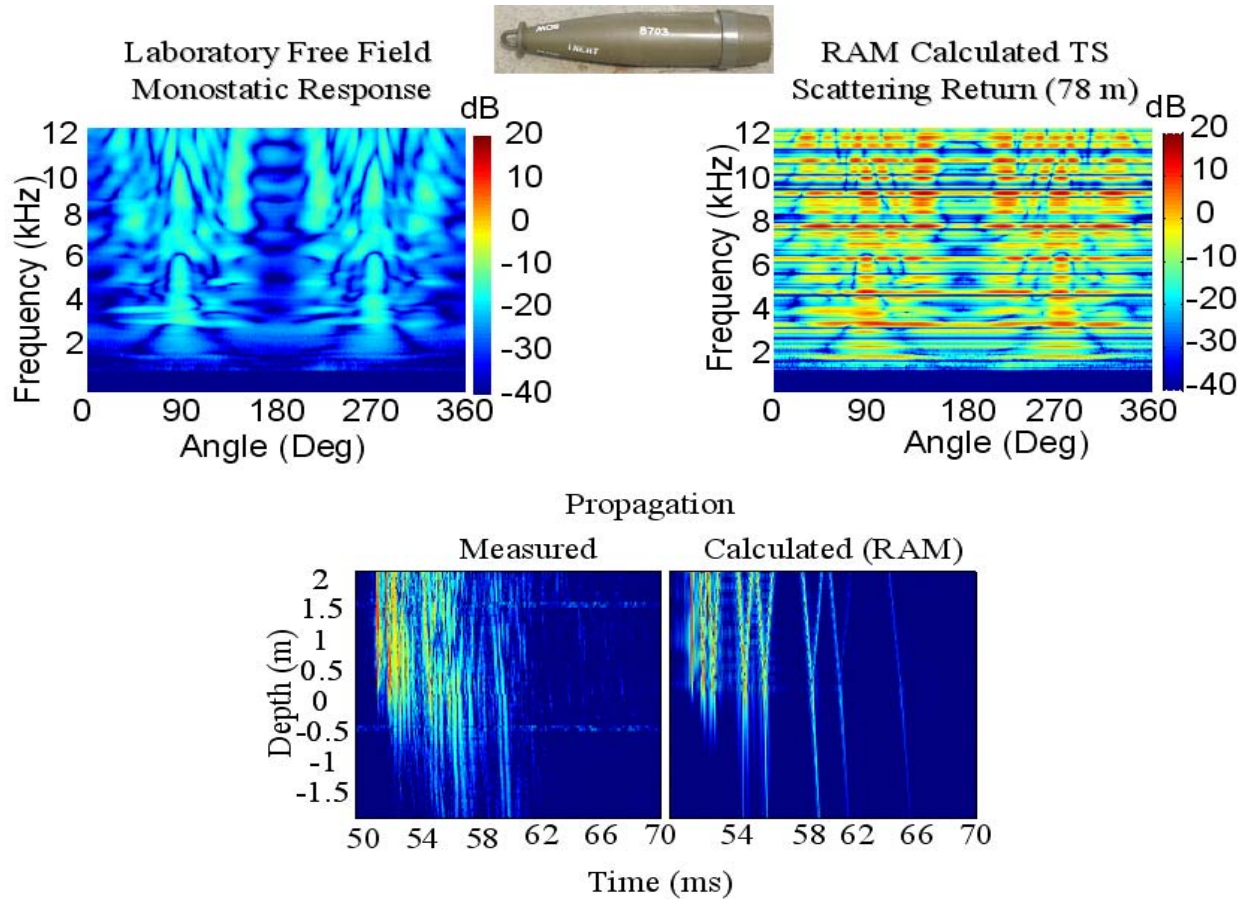 Laboratory Free Field
Monostatic Response
B703
INERT
RAM Calculated TS
Scattering Return (78 m)
dB
20
10
0
-10
-20
-30
-40
12
10
8
6
4
2
Frequency (kHz)
0 90 180 270 360
Angle (Deg)
dB
20
10
0
-10
-20
-30
-40
12
10
8
6
4
2
Frequency (kHz)
0 90 180 270 360
Angle (Deg)
Propagation
Measured
Calculated (RAM)
2
1.5
1
0.5
0
-0.5
-1
-1.5
Depth (m)
50 54 58 62 66 70
54 58 62 66 70
Time (ms)